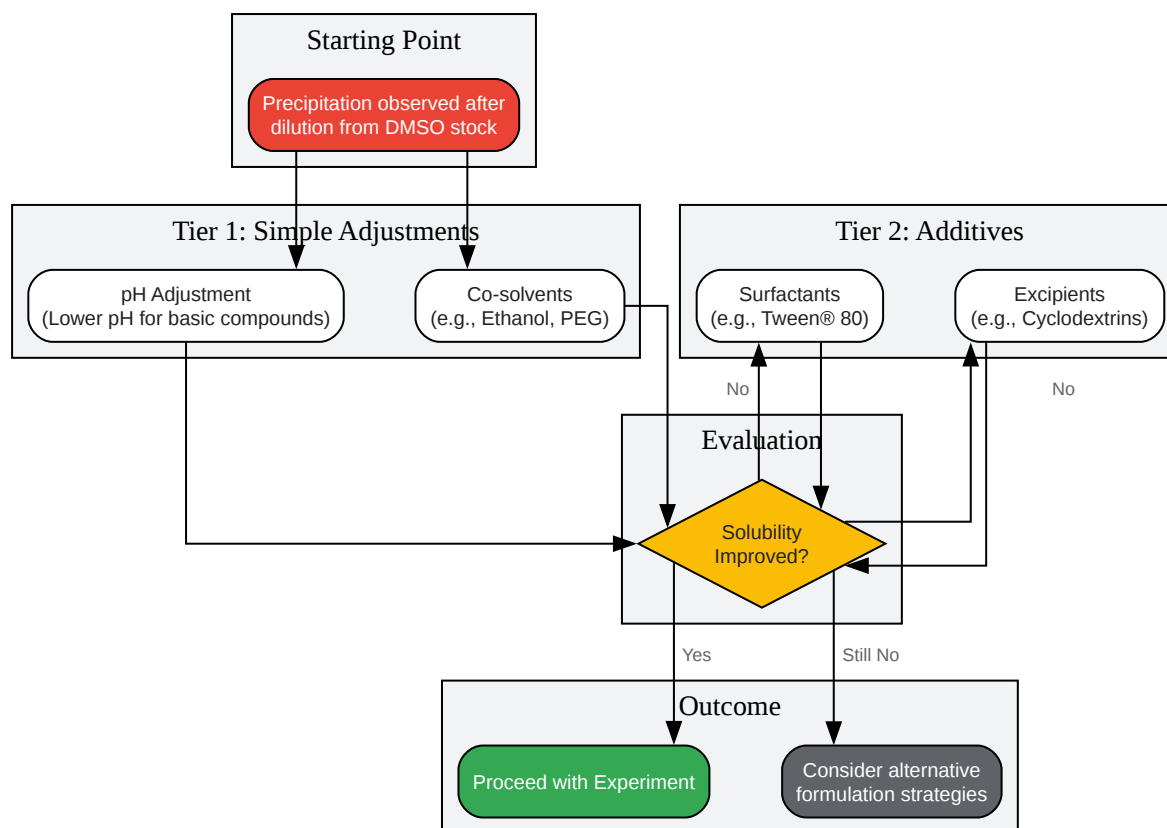 Starting Point
Precipitation observed after
dilution from DMSO stock
Tier 1: Simple Adjustments
pH Adjustment
(Lower pH for basic compounds)
Co-solvents
(e.g., Ethanol, PEG)
Tier 2: Additives
Surfactants
(e.g., Tween® 80)
Excipients
(e.g., Cyclodextrins)
No
No
Evaluation
Solubility
Improved?
Yes
Still No
Outcome
Proceed with Experiment
Consider alternative
formulation strategies